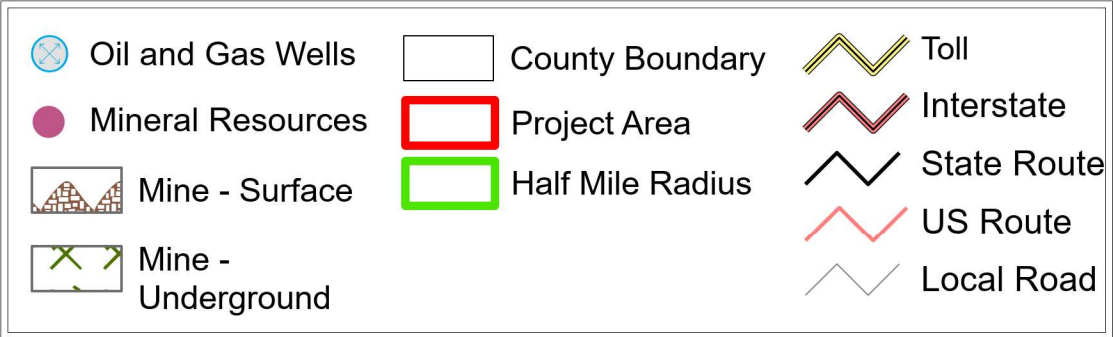 Oil and Gas Wells
Mineral Resources
Mine - Surface
Mine -
Underground
County Boundary
Project Area
Half Mile Radius
Toll
Interstate
State Route
US Route
Local Road